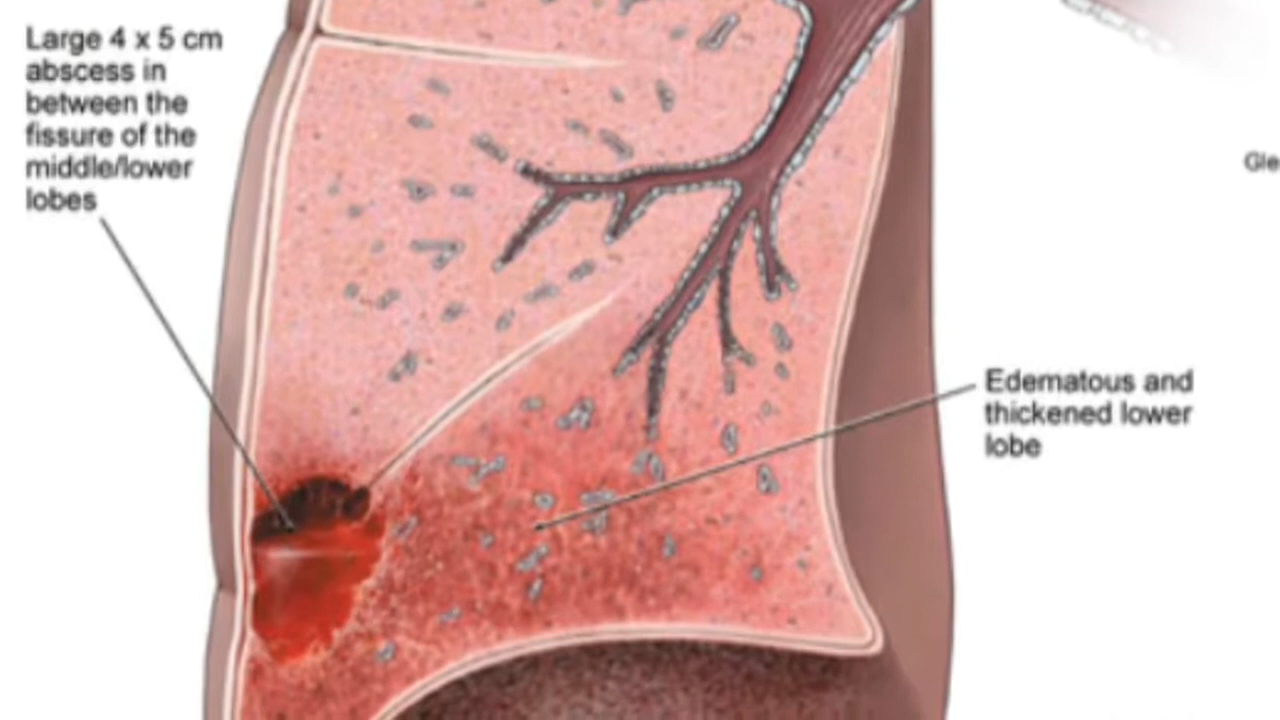 Large 4 x 5 cm
abscess in
between the
fissure of the
middle/lower
lobes
Gle
Edematous and
thickened lower
lobe